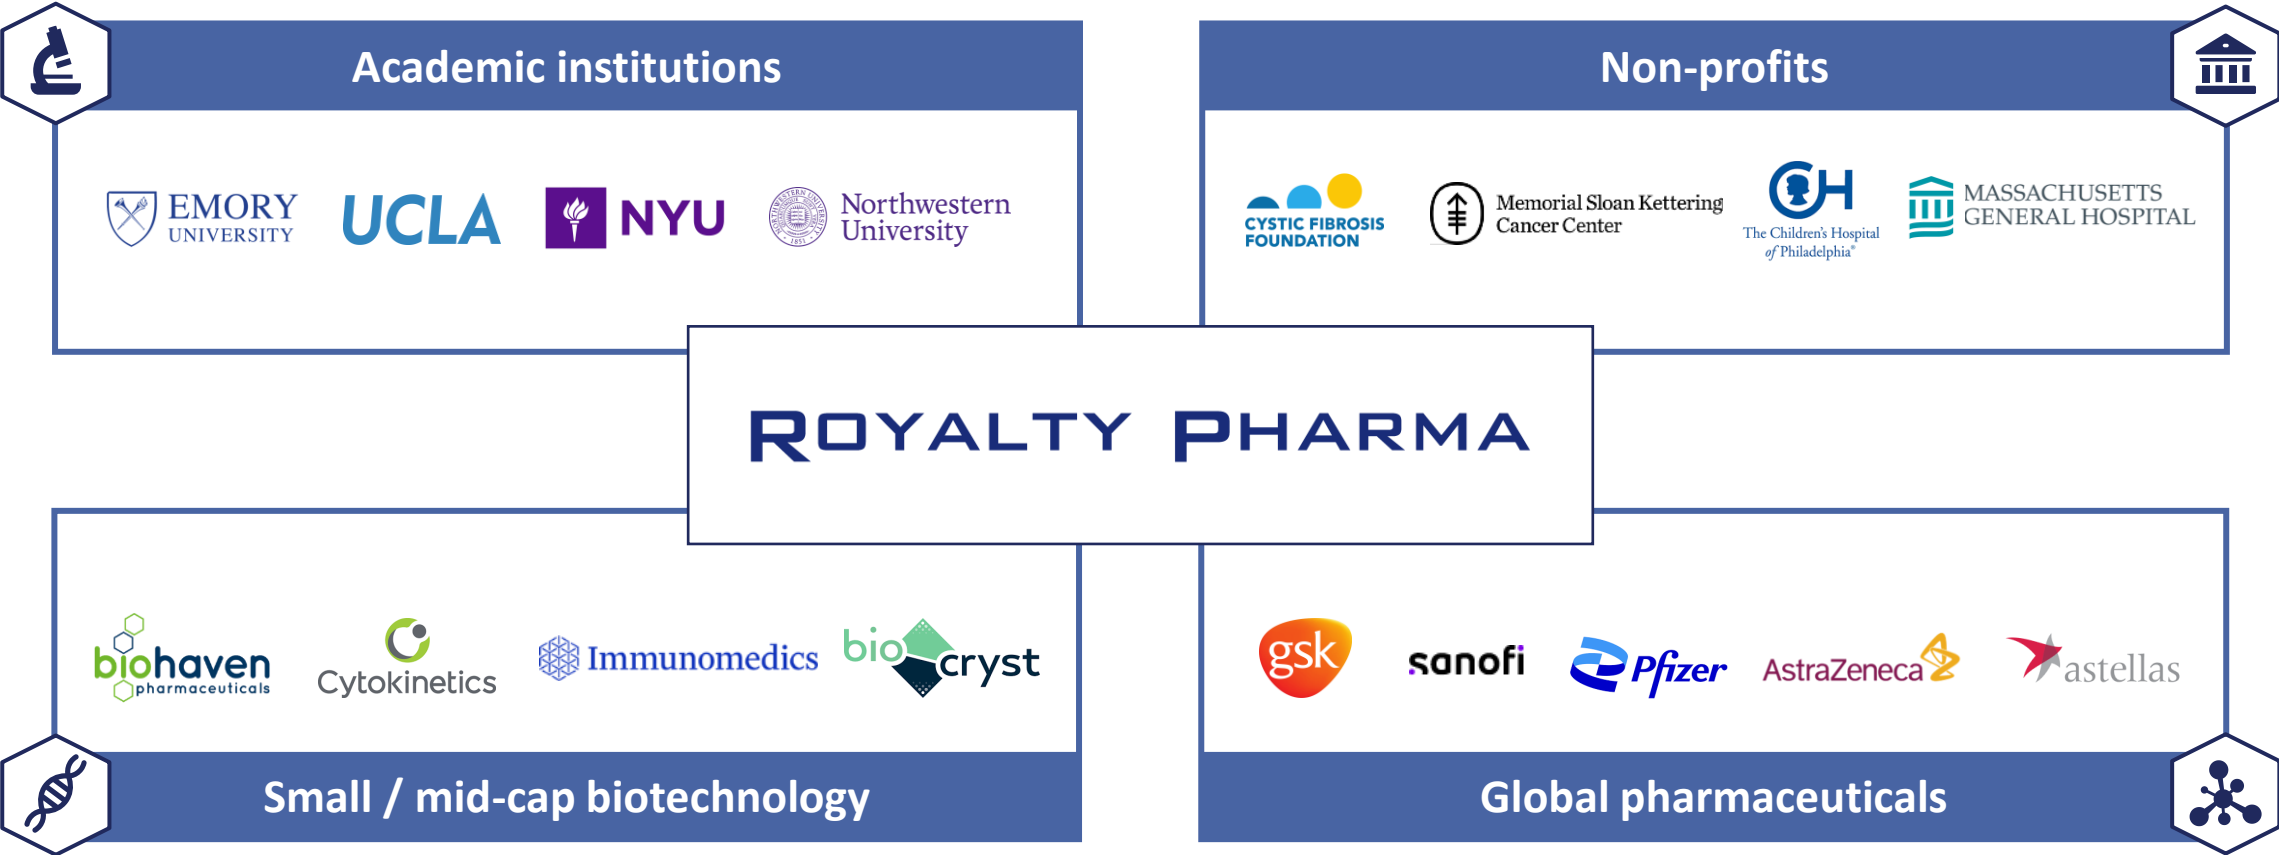 Academic institutions
EMORY
UNIVERSITY
UCLA
NYU
Northwestern
University
Non-profits
CYSTIC FIBROSIS
FOUNDATION
Memorial Sloan Kettering
Cancer Center
CH
The Children's Hospital
of Philadelphia®
MASSACHUSETTS
GENERAL HOSPITAL
ROYALTY PHARMA
biohaven
pharmaceuticals
Cytokinetics
Immunomedics
biocryst
Small / mid-cap biotechnology
gsk
sanofi
Pfizer
AstraZeneca
astellas
Global pharmaceuticals